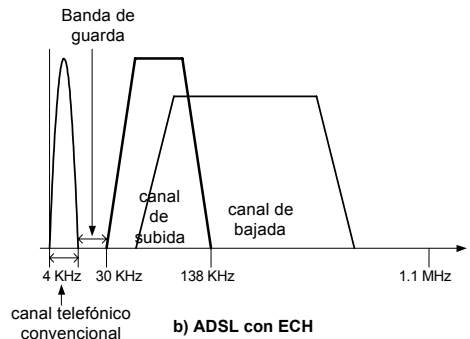 Banda de
guarda
canal
de
subida
canal de
bajada
4 KHz
30 KHz
138 KHz
1.1 MHz
canal telefónico
convencional
b) ADSL con ECH